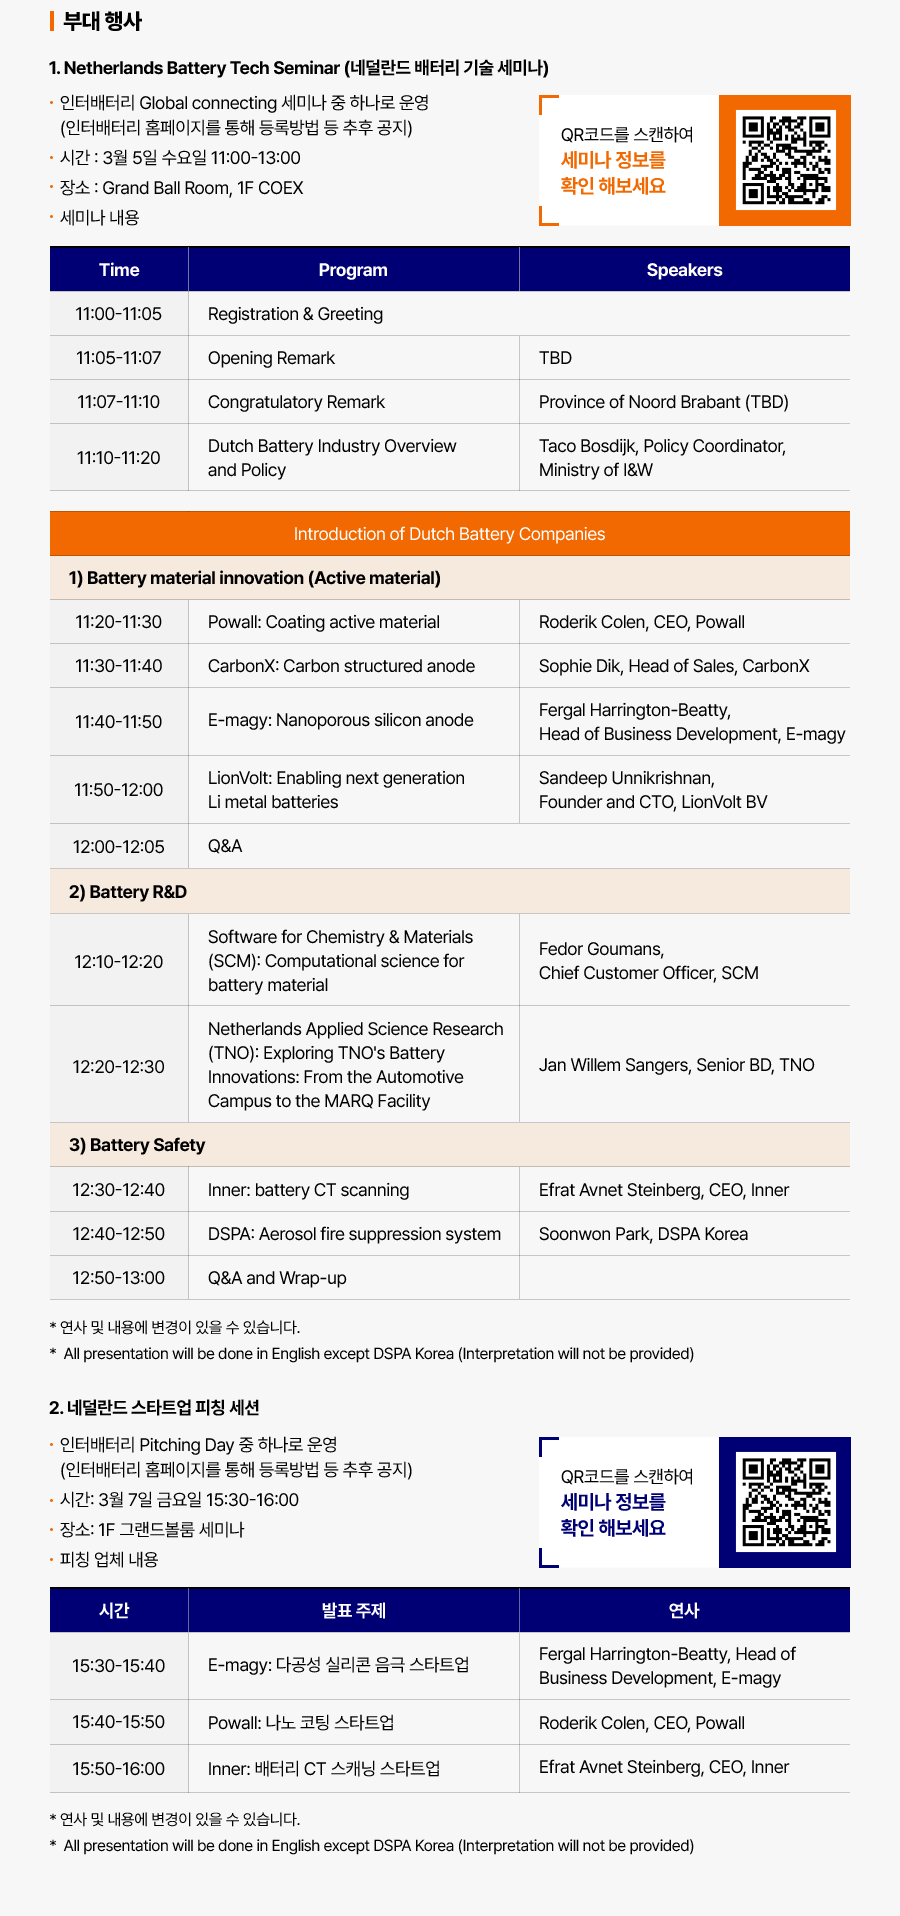 부대 행사
1. Netherlands Battery Tech Seminar (네덜란드 배터리 기술 세미나)
· 인터배터리 Global connecting 세미나 중 하나로 운영
(인터배터리 홈페이지를 통해 등록방법 등 추후 공지)
· 시간 : 3월 5일 수요일 11:00-13:00
· 장소 : Grand Ball Room, 1F COEX
· 세미나 내용
QR코드를 스캔하여
세미나 정보를
확인 해보세요
Time Program Speakers
11:00-11:05 Registration & Greeting
11:05-11:07 Opening Remark TBD
11:07-11:10 Congratulatory Remark Province of Noord Brabant (TBD)
11:10-11:20 Dutch Battery Industry Overview
and Policy
Taco Bosdijk, Policy Coordinator,
Ministry of I&W
Introduction of Dutch Battery Companies
1) Battery material innovation (Active material)
11:20-11:30 Powall: Coating active material Roderik Colen, CEO, Powall
11:30-11:40 CarbonX: Carbon structured anode Sophie Dik, Head of Sales, CarbonX
11:40-11:50 E-magy: Nanoporous silicon anode
Fergal Harrington-Beatty,
Head of Business Development, E-magy
11:50-12:00 LionVolt: Enabling next generation
Li metal batteries
Sandeep Unnikrishnan,
Founder and CTO, LionVolt BV
12:00-12:05 Q&A
2) Battery R&D
12:10-12:20 Software for Chemistry & Materials
(SCM): Computational science for
battery material
Fedor Goumans,
Chief Customer Officer, SCM
12:20-12:30 Netherlands Applied Science Research
(TNO): Exploring TNO's Battery
Innovations: From the Automotive
Campus to the MARQ Facility
Jan Willem Sangers, Senior BD, TNO
3) Battery Safety
12:30-12:40 Inner: battery CT scanning Efrat Avnet Steinberg, CEO, Inner
12:40-12:50 DSPA: Aerosol fire suppression system Soonwon Park, DSPA Korea
12:50-13:00 Q&A and Wrap-up
* 연사 및 내용에 변경이 있을 수 있습니다.
* All presentation will be done in English except DSPA Korea (Interpretation will not be provided)
2. 네덜란드 스타트업 피칭 세션
· 인터배터리 Pitching Day 중 하나로 운영
(인터배터리 홈페이지를 통해 등록방법 등 추후 공지)
· 시간: 3월 7일 금요일 15:30-16:00
· 장소: 1F 그랜드볼룸 세미나
· 피칭 업체 내용
QR코드를 스캔하여
세미나 정보를
확인 해보세요
시간 발표 주제 연사
15:30-15:40 E-magy: 다공성 실리콘 음극 스타트업
Fergal Harrington-Beatty, Head of
Business Development, E-magy
15:40-15:50 Powall: 나노 코팅 스타트업 Roderik Colen, CEO, Powall
15:50-16:00 Inner: 배터리 CT 스캐닝 스타트업 Efrat Avnet Steinberg, CEO, Inner
* 연사 및 내용에 변경이 있을 수 있습니다.
* All presentation will be done in English except DSPA Korea (Interpretation will not be provided)